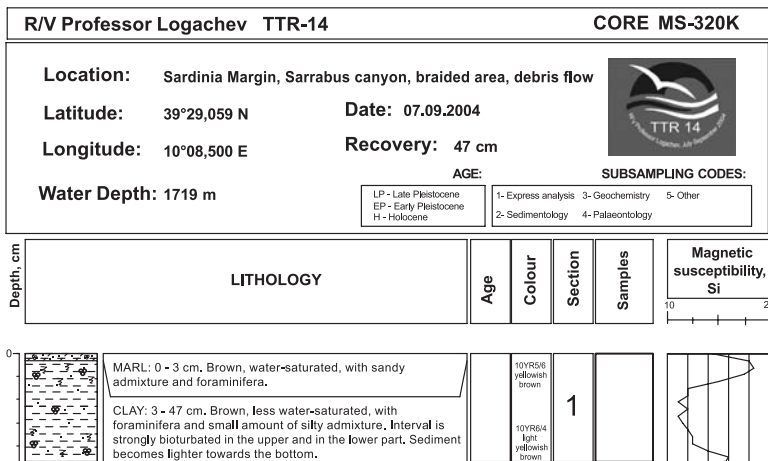 R/V Professor Logachev TTR-14 CORE MS-320K
Location: Sardinia Margin, Sarrabus canyon, braided area, debris flow
Latitude: 39°29,059 N Date: 07.09.2004
Longitude: 10°08,500 E Recovery: 47 cm
Water Depth: 1719 m
TTR 14
R/V Professor Logachev, July September 2004
AGE: SUBSAMPLING CODES:
LP - Late Pleistocene
EP - Early Pleistocene
H - Holocene
1- Express analysis 3- Geochemistry 5- Other
2- Sedimentology 4- Palaeontology
Depth, cm
LITHOLOGY
Age
Colour
Section
Samples
Magnetic
susceptibility,
Si
10 2
0
MARL: 0 - 3 cm. Brown, water-saturated, with sandy
admixture and foraminifera.
CLAY: 3 - 47 cm. Brown, less water-saturated, with
foraminifera and small amount of silty admixture. Interval is
strongly bioturbated in the upper and in the lower part. Sediment
becomes lighter towards the bottom.
10YR5/6
yellowish
brown
10YR6/4
light
yellowish
brown
1